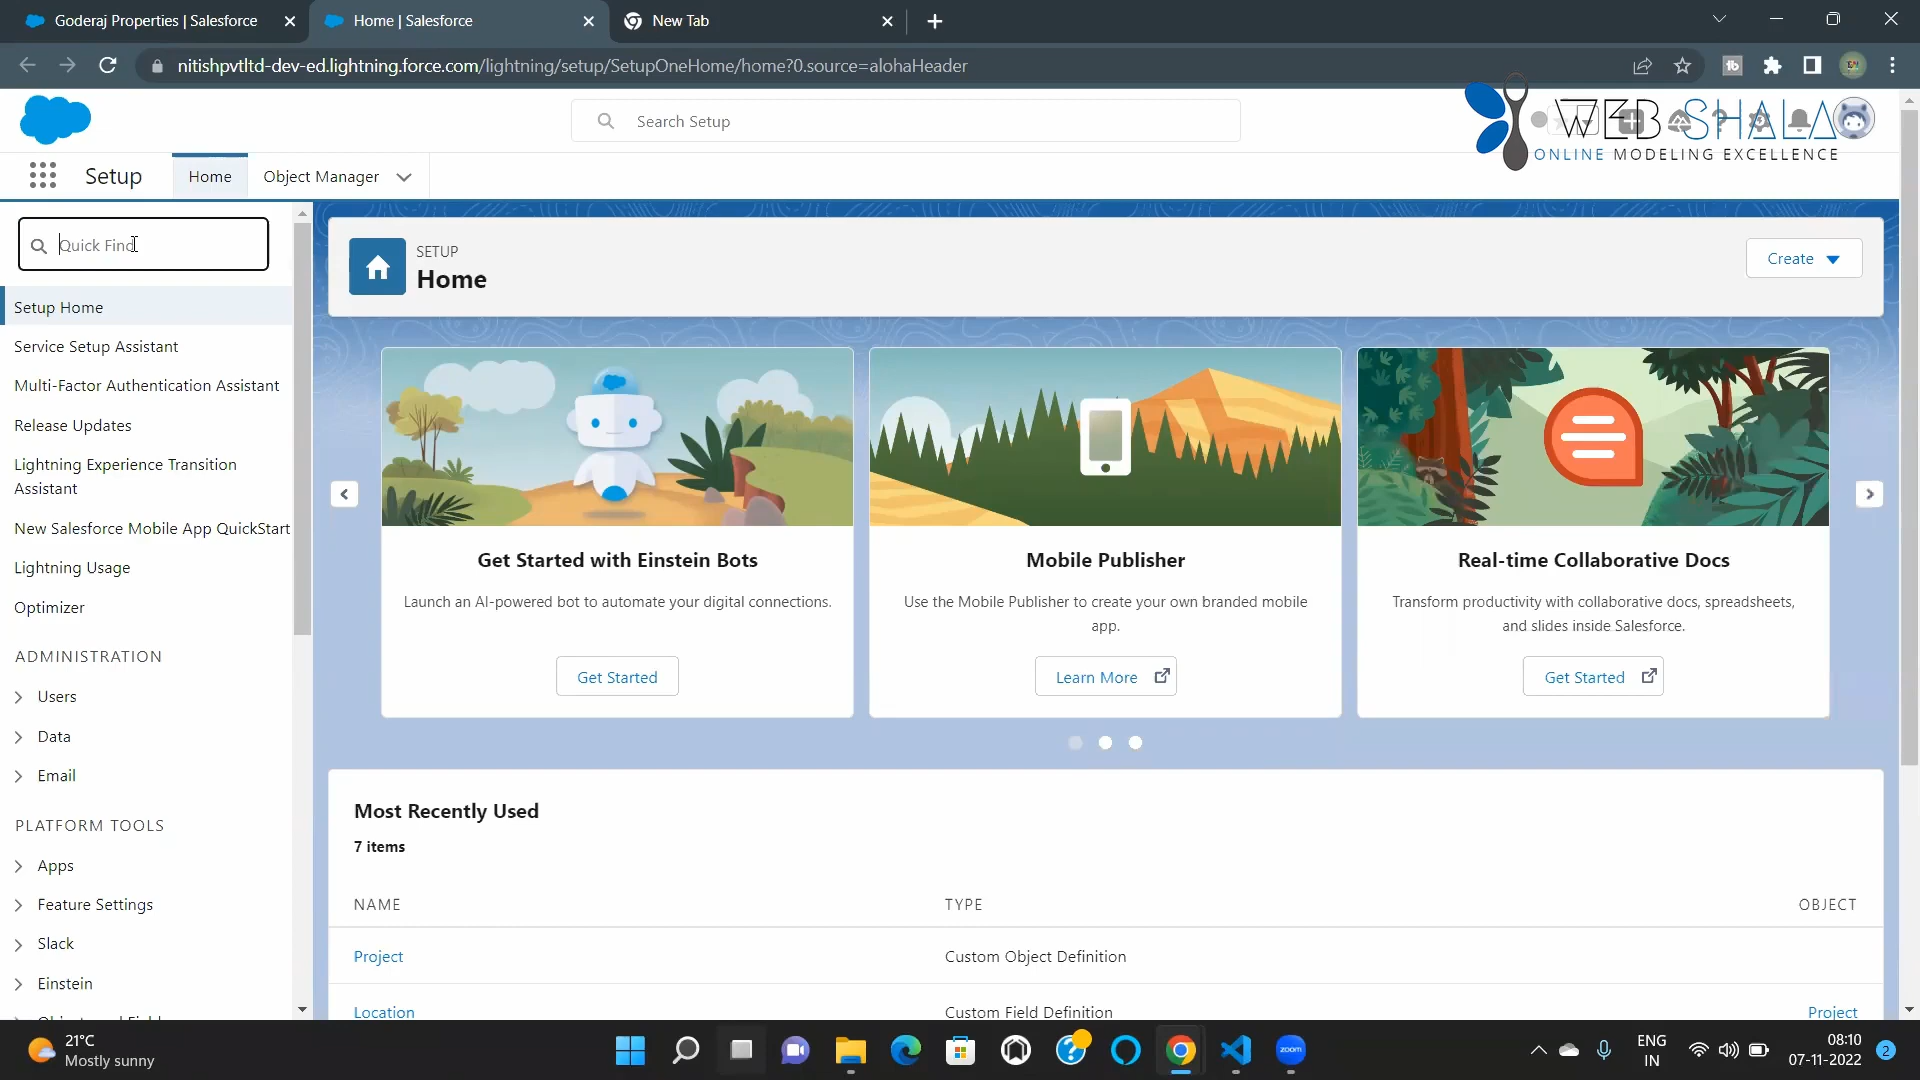 Goderaj Properties | Salesforce
Home | Salesforce
New Tab
nitishpvtltd-dev-ed.lightning.force.com/lightning/setup/SetupOneHome/home?0.source=alohaHeader
Search Setup
WEB SHALA
ONLINE MODELING EXCELLENCE
Setup
Home
Object Manager
Quick Find
Setup Home
Service Setup Assistant
Multi-Factor Authentication Assistant
Release Updates
Lightning Experience Transition
Assistant
New Salesforce Mobile App QuickStart
Lightning Usage
Optimizer
ADMINISTRATION
Users
Data
Email
PLATFORM TOOLS
Apps
Feature Settings
Slack
Einstein
SETUP
Home
Create
Get Started with Einstein Bots
Launch an AI-powered bot to automate your digital connections.
Get Started
Mobile Publisher
Use the Mobile Publisher to create your own branded mobile
app.
Learn More
Real-time Collaborative Docs
Transform productivity with collaborative docs, spreadsheets,
and slides inside Salesforce.
Get Started
Most Recently Used
7 items
NAME TYPE OBJECT
Project Custom Object Definition
Location Custom Field Definition Project
21°C
Mostly sunny
zoom
ENG
IN
08:10
07-11-2022
2